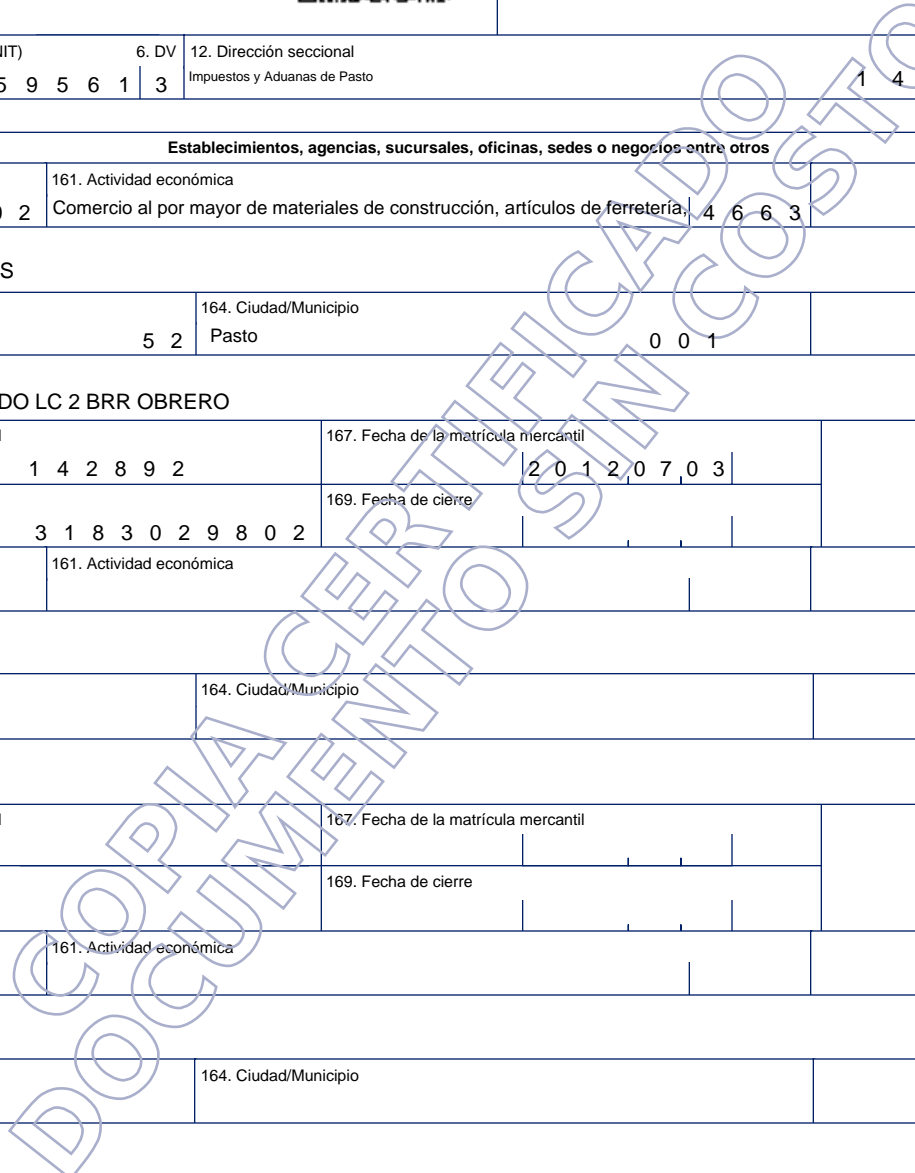 NIT) 6. DV 12. Dirección seccional
5 9 5 6 1 3 Impuestos y Aduanas de Pasto 1 4
Establecimientos, agencias, sucursales, oficinas, sedes o negocios entre otros
161. Actividad económica
2 Comercio al por mayor de materiales de construcción, artículos de ferretería, 4 6 6 3
S
164. Ciudad/Municipio
5 2 Pasto 0 0 1
DO LC 2 BRR OBRERO
167. Fecha de la matrícula mercantil
1 4 2 8 9 2 2 0 1 2 0 7 0 3
169. Fecha de cierre
3 1 8 3 0 2 9 8 0 2
161. Actividad económica
164. Ciudad/Municipio
167. Fecha de la matrícula mercantil
169. Fecha de cierre
161. Actividad económica
164. Ciudad/Municipio
COPIA CERTIFICADO
DOCUMENTO SIN COSTO